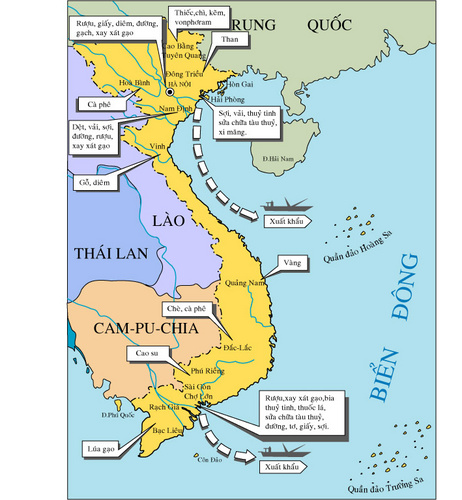 Thiếc,chì, kẽm,
vonphơram
TRUNG QUỐC
Rượu, giấy, diêm, đường,
gạch, xay xát gạo
Than
Cao Bằng
Tuyên Quang
Đông Triều
HÀ NÔI
Hoà Bình
Hòn Gai
Hải Phòng
Cà phê
Nam Định
Sợi, vải, thuỷ tinh
sửa chữa tàu thuỷ,
xi măng.
Dệt, vải, sợi,
đường, rượu,
xay xát gạo
Vinh
Đ.Hải Nam
Gỗ, diêm
LÀO
Xuất khẩu
Quần đảo Hoàng Sa
THÁI LAN
BIỂN ĐÔNG
Vàng
Quảng Nam
Chè, cà phê
CAM-PU-CHIA
Đắc-Lắc
Cao su
Phú Riềng
Sài Gòn
Chợ Lớn
Rượu,xay xát gạo,bia
thuỷ tinh, thuốc lá,
sửa chữa tàu thuỷ,
đường, tơ, giấy, sợi.
Đ.Phú Quốc
Rạch Giá
Bạc Liêu
Lúa gạo
Côn Đảo
Xuất khẩu
Quần đảo Trường Sa